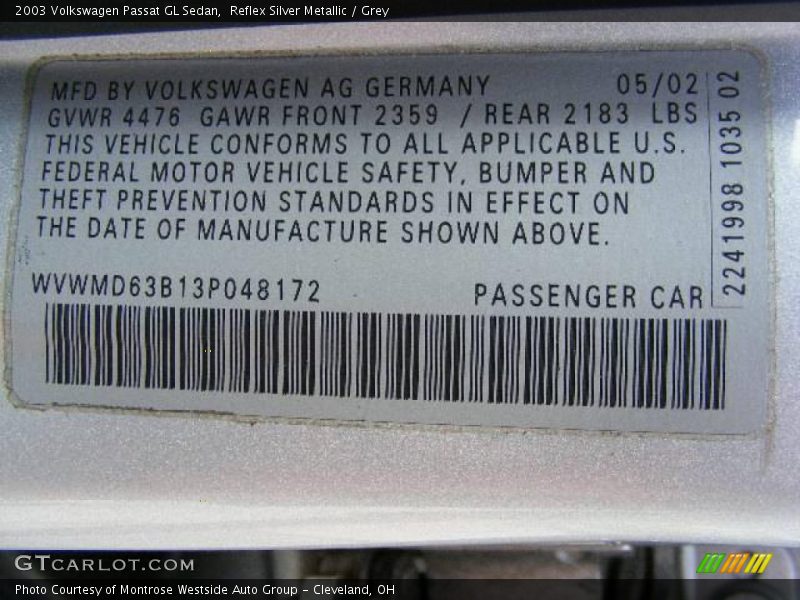 2003 Volkswagen Passat GL Sedan,  Reflex Silver Metallic / Grey
MFD BY VOLKSWAGEN AG GERMANY 05/02
GVWR 4476 GAWR FRONT 2359 / REAR 2183 LBS
THIS VEHICLE CONFORMS TO ALL APPLICABLE U.S.
FEDERAL MOTOR VEHICLE SAFETY, BUMPER AND
THEFT PREVENTION STANDARDS IN EFFECT ON
THE DATE OF MANUFACTURE SHOWN ABOVE.
WVWMD63B13P048172 PASSENGER CAR
2241998 1035 02
GTCARLOT.COM
Photo Courtesy of Montrose Westside Auto Group - Cleveland, OH